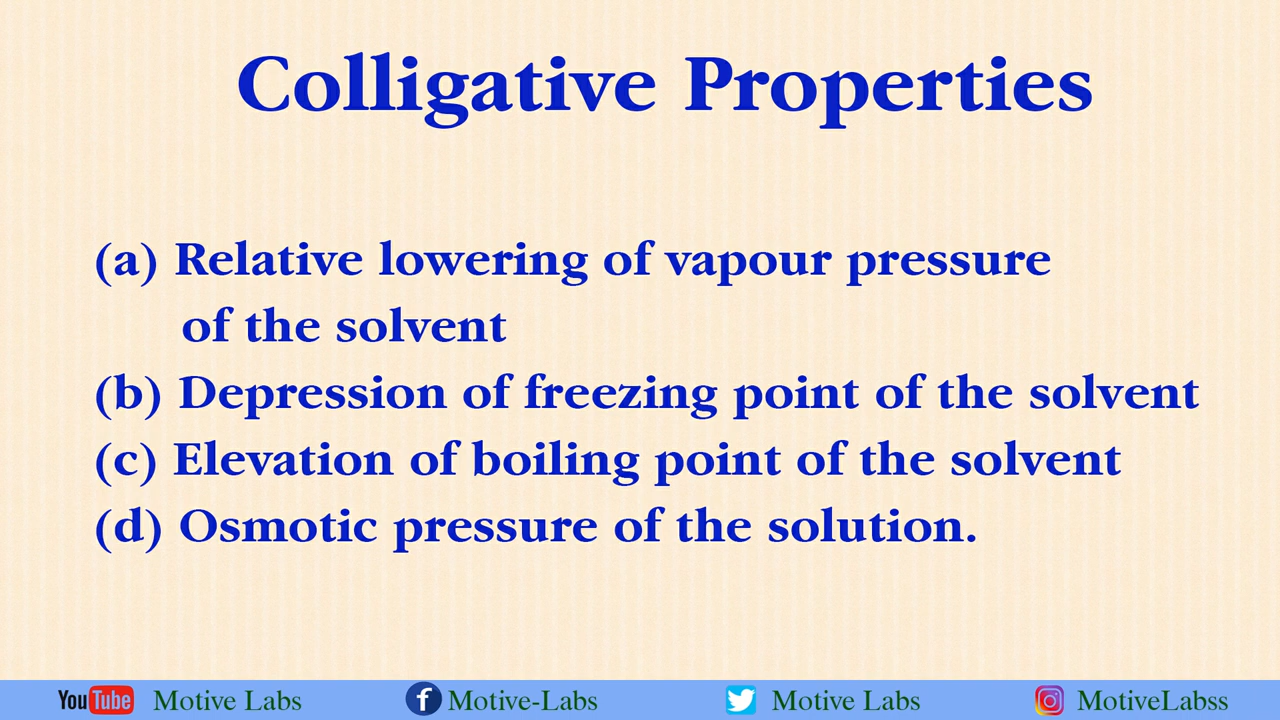 Colligative Properties
(a) Relative lowering of vapour pressure
of the solvent
(b) Depression of freezing point of the solvent
(c) Elevation of boiling point of the solvent
(d) Osmotic pressure of the solution.
YouTube Motive Labs f Motive-Labs Motive Labs MotiveLabss